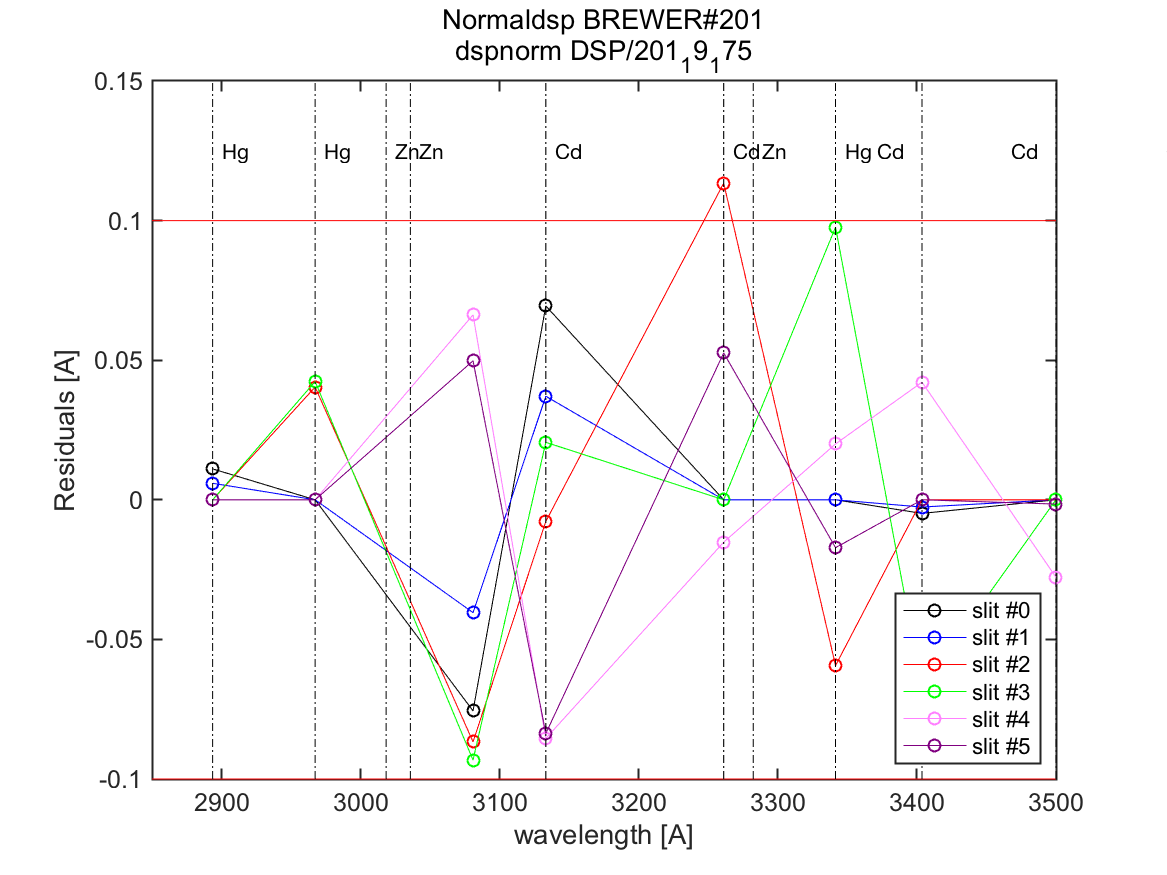 Normaldsp BREWER#201
dspnorm DSP/201₁9₁75
0.15
Hg Hg ZnZn Cd CdZn Hg Cd Cd
0.1
0.05
0
-0.05
-0.1
Residuals [A]
slit #0
slit #1
slit #2
slit #3
slit #4
slit #5
2900 3000 3100 3200 3300 3400 3500
wavelength [A]